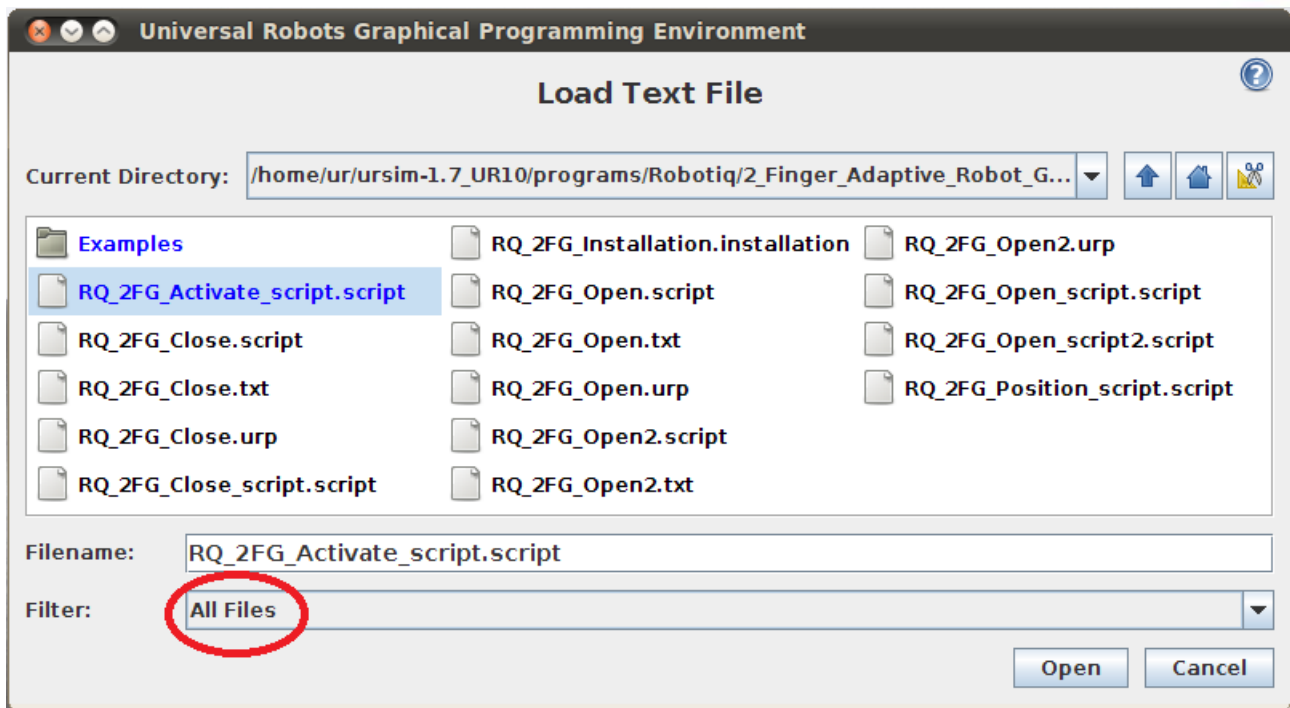 Universal Robots Graphical Programming Environment
Load Text File
Current Directory: /home/ur/ursim-1.7_UR10/programs/Robotiq/2_Finger_Adaptive_Robot_G...
Examples
RQ_2FG_Activate_script.script
RQ_2FG_Close.script
RQ_2FG_Close.txt
RQ_2FG_Close.urp
RQ_2FG_Close_script.script
RQ_2FG_Installation.installation
RQ_2FG_Open.script
RQ_2FG_Open.txt
RQ_2FG_Open.urp
RQ_2FG_Open2.script
RQ_2FG_Open2.txt
RQ_2FG_Open2.urp
RQ_2FG_Open_script.script
RQ_2FG_Open_script2.script
RQ_2FG_Position_script.script
Filename: RQ_2FG_Activate_script.script
Filter: All Files
Open Cancel